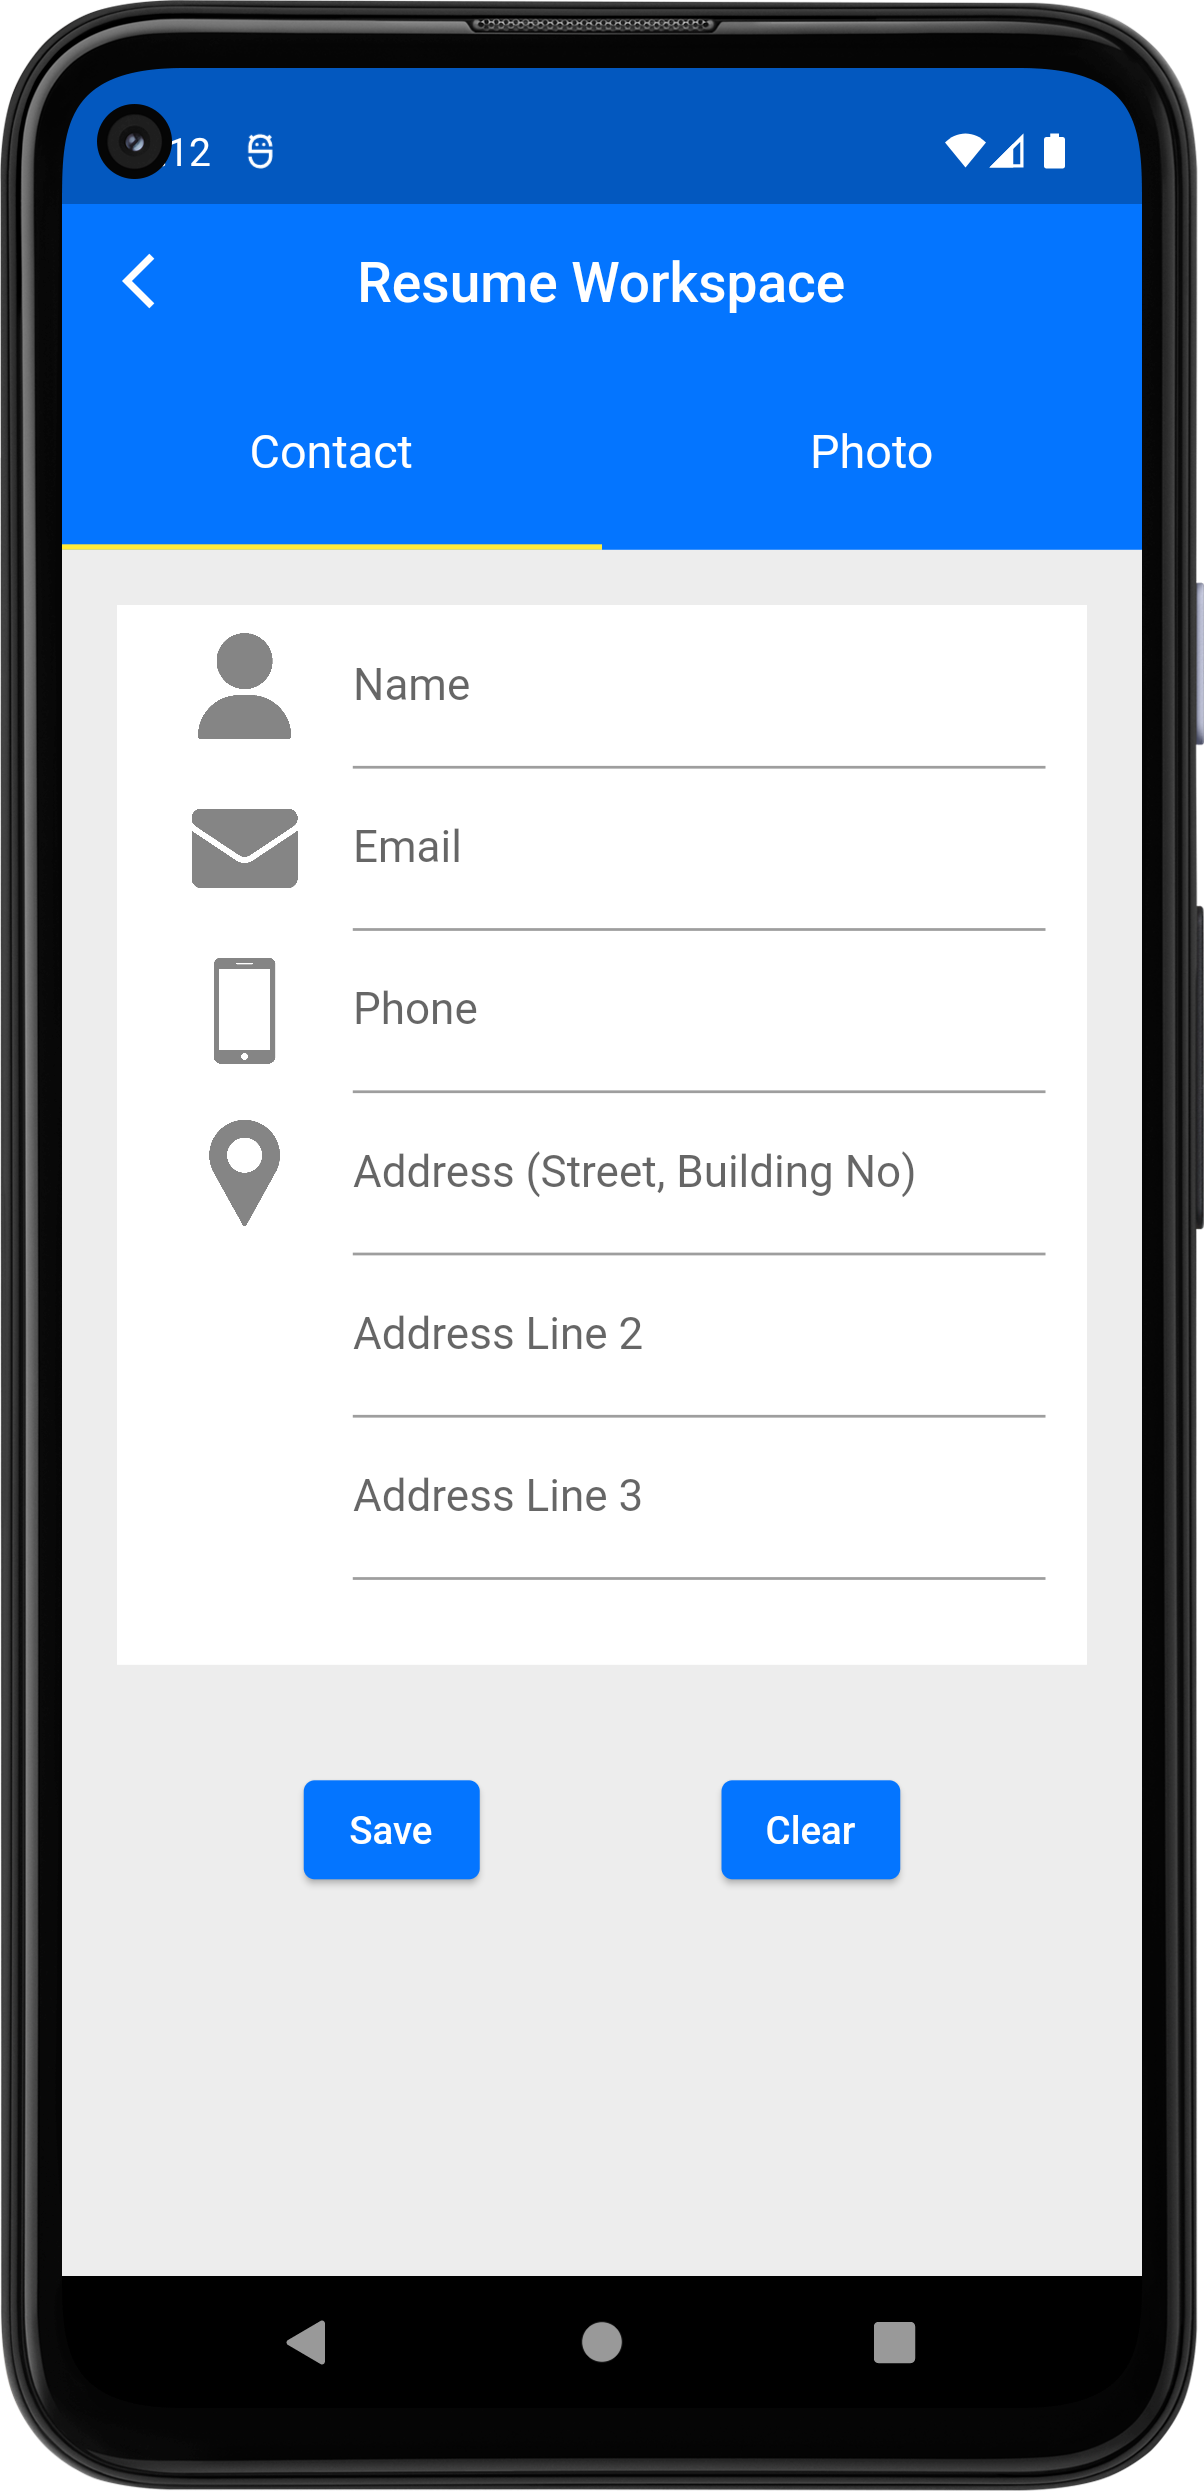 12
Resume Workspace
Contact
Photo
Name
Email
Phone
Address (Street, Building No)
Address Line 2
Address Line 3
Save
Clear